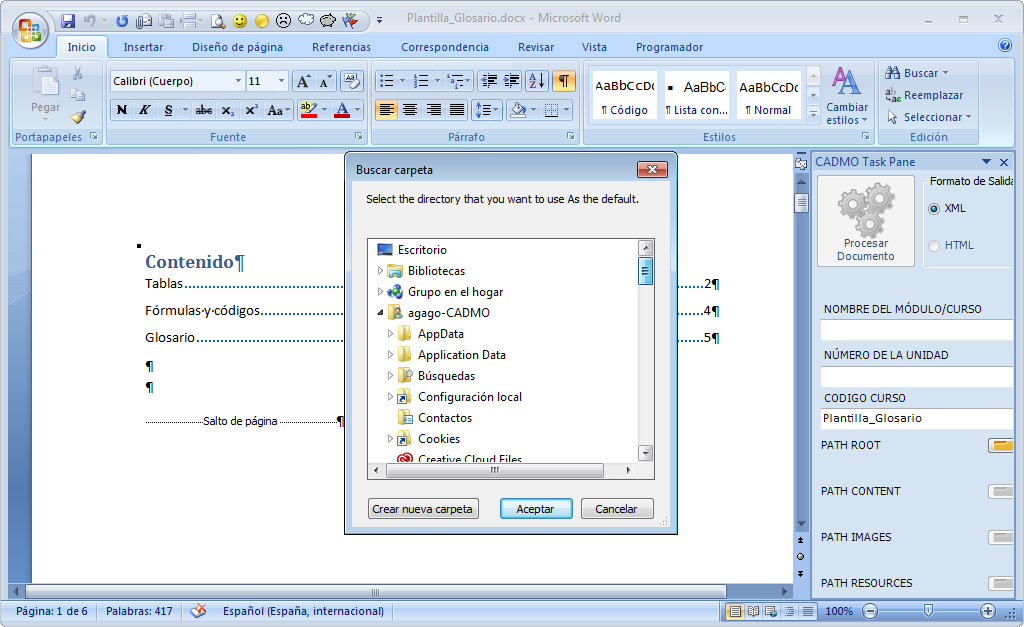 Plantilla_Glosario.docx - Microsoft Word
Inicio Insertar Diseño de página Referencias Correspondencia Revisar Vista Programador
Pegar
Portapapeles
Calibri (Cuerpo) 11
N K S abc x₂ x² Aa
Fuente
Párrafo
AaBbCcDc AaBbC AaBbCcDc
¶ Código ¶ Lista con... ¶ Normal
Cambiar
estilos
Estilos
Buscar
Reemplazar
Seleccionar
Edición
Contenido¶
Tablas 2¶
Fórmulas·y·códigos 4¶
Glosario 5¶
¶
¶
Salto de página ¶
Buscar carpeta
Select the directory that you want to use As the default.
Escritorio
Bibliotecas
Grupo en el hogar
agago-CADMO
AppData
Application Data
Búsquedas
Configuración local
Contactos
Cookies
Creative Cloud Files
Crear nueva carpeta Aceptar Cancelar
CADMO Task Pane
Procesar
Documento
Formato de Salida
XML
HTML
NOMBRE DEL MÓDULO/CURSO
NÚMERO DE LA UNIDAD
CODIGO CURSO
Plantilla_Glosario
PATH ROOT
PATH CONTENT
PATH IMAGES
PATH RESOURCES
Página: 1 de 6 Palabras: 417 Español (España, internacional) 100%